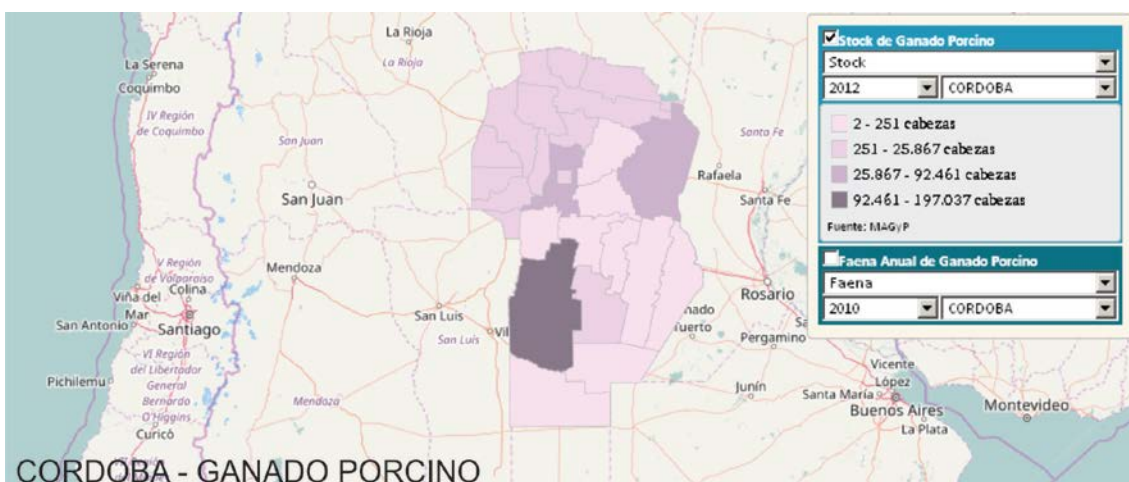 La Rioja
La Rioja
La Serena
Coquimbo
IV Región
de Coquimbo
San Juan
San Juan
Santa Fe
Rafaela
Santa Fe
Mendoza
V Región
de Valparaíso
Colina
Viña del
Mar
San Antonio
Santiago
San Luis
San Luis
Vil
nado
Tuerto
Rosario
Pergamino
VI Región
del Libertador
General
Bernardo
O'Higgins
Pichilemu
Mendoza
Curicó
Junín
Vicente
López
Santa María
Buenos Aires
La Plata
Montevideo
Stock de Ganado Porcino
Stock
2012 CORDOBA
2 - 251 cabezas
251 - 25.867 cabezas
25.867 - 92.461 cabezas
92.461 - 197.037 cabezas
Fuente: MAGyP
Faena Anual de Ganado Porcino
Faena
2010 CORDOBA
CORDOBA - GANADO PORCINO